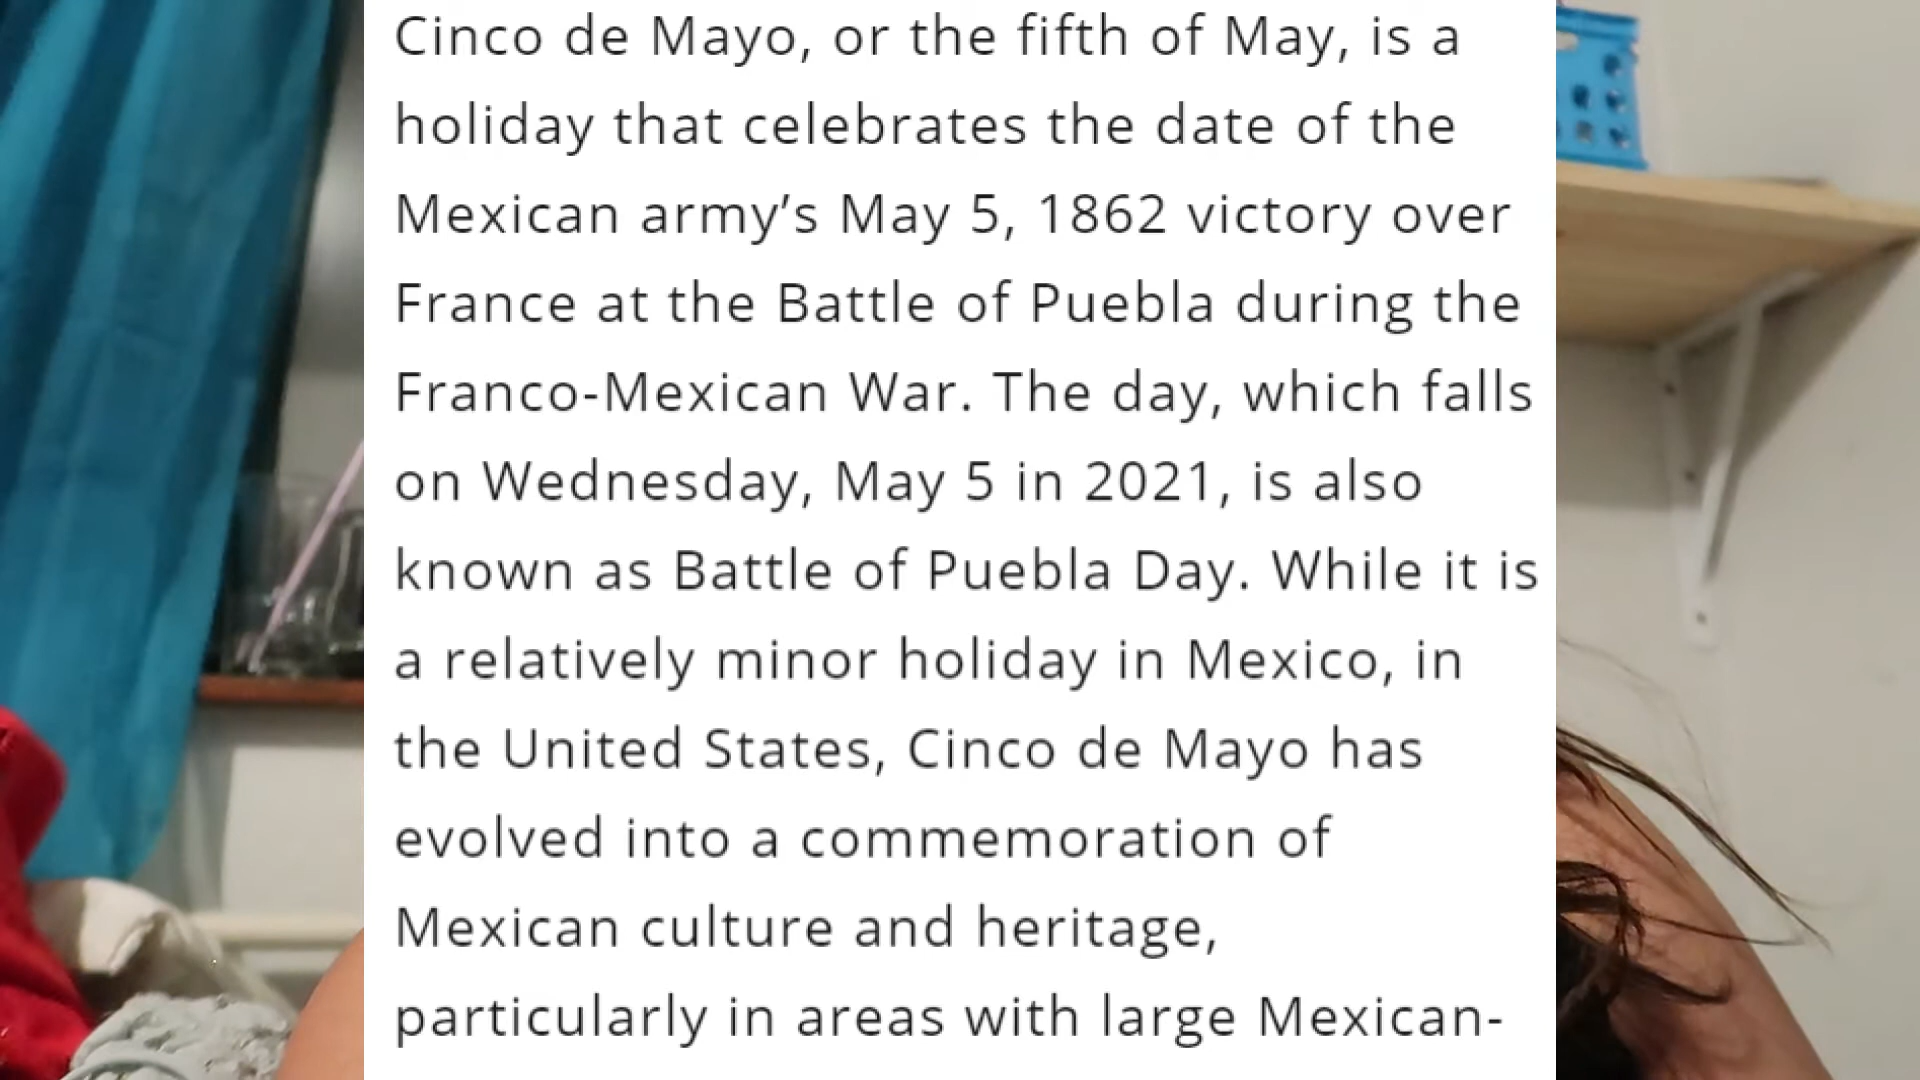 Cinco de Mayo, or the fifth of May, is a
holiday that celebrates the date of the
Mexican army’s May 5, 1862 victory over
France at the Battle of Puebla during the
Franco-Mexican War. The day, which falls
on Wednesday, May 5 in 2021, is also
known as Battle of Puebla Day. While it is
a relatively minor holiday in Mexico, in
the United States, Cinco de Mayo has
evolved into a commemoration of
Mexican culture and heritage,
particularly in areas with large Mexican-